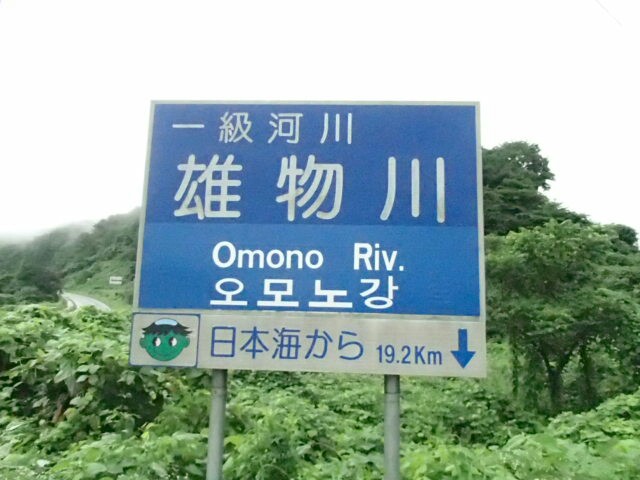 一級河川
雄物川
Omono Riv.
오모노강
日本海から 19.2Km ↓